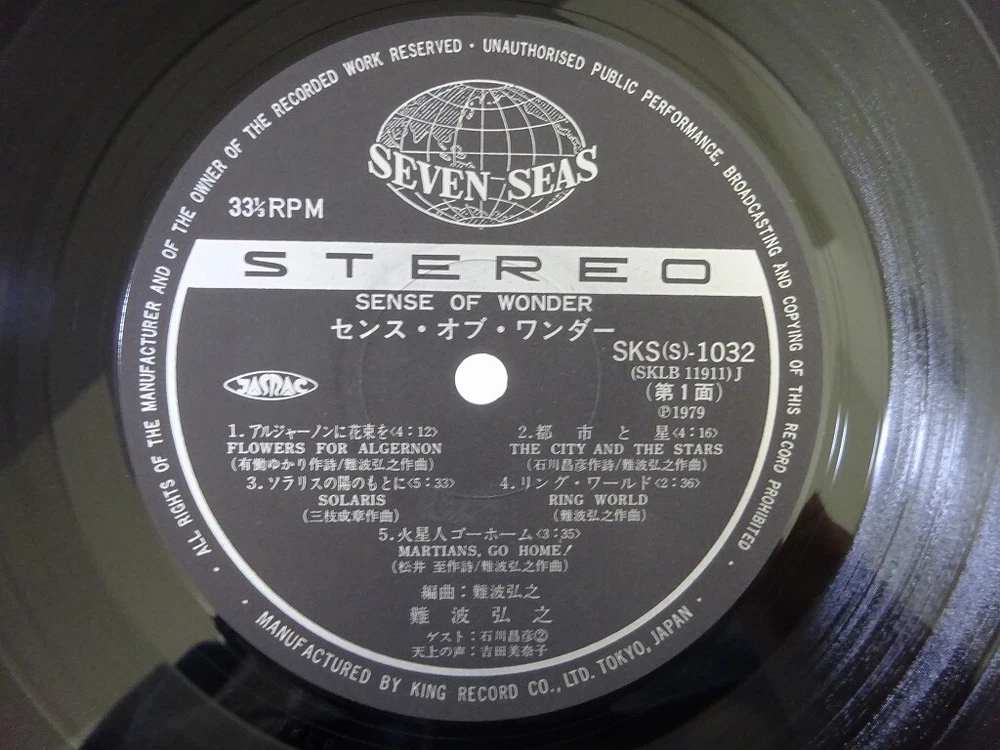 ALL RIGHTS OF THE MANUFACTURER AND OF THE OWNER OF THE RECORDED WORK RESERVED · UNAUTHORISED PUBLIC PERFORMANCE, BROADCASTING AND COPYING OF THIS RECORD PROHIBITED ·
SEVEN SEAS
33⅓RPM
STEREO
SENSE OF WONDER
センス・オブ・ワンダー
SKS(S)-1032
(SKLB 11911)J
JASRAC
(第1面)
℗1979
1.アルジャーノンに花束を<4:12>
FLOWERS FOR ALGERNON
(有働ゆかり作詩/難波弘之作曲)
2.都市と星<4:16>
THE CITY AND THE STARS
(石川昌彦作詩/難波弘之作曲)
3.ソラリスの陽のもとに<5:33>
SOLARIS
(三枝成章作曲)
4.リング・ワールド<2:36>
RING WORLD
(難波弘之作曲)
5.火星人ゴーホーム<3:35>
MARTIANS, GO HOME!
(松井 至作詩/難波弘之作曲)
編曲:難波弘之
難波弘之
ゲスト:石川昌彦②
天上の声:吉田美奈子
· MANUFACTURED BY KING RECORD CO., LTD. TOKYO, JAPAN ·